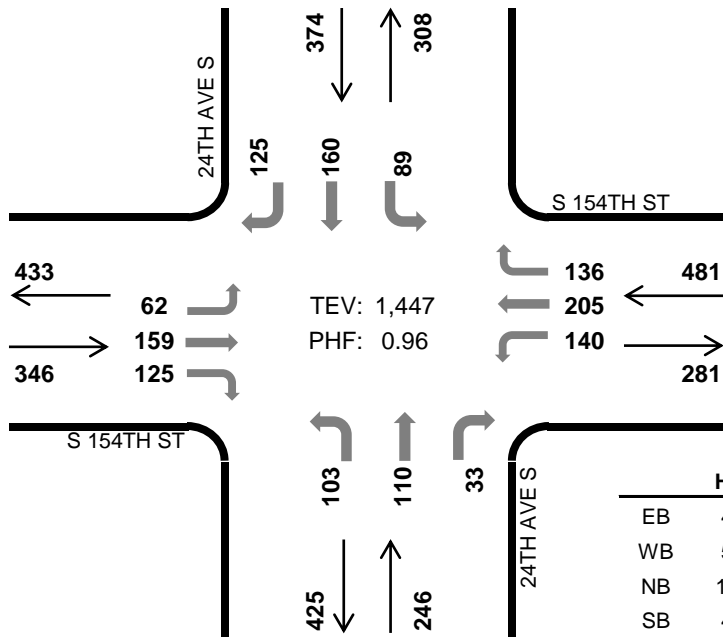 374
308
24TH AVE S
125
160
89
S 154TH ST
433
136
481
62
TEV: 1,447
205
159
PHF: 0.96
140
346
125
281
S 154TH ST
103
110
33
24TH AVE S
EB
WB
NB
SB
425
246